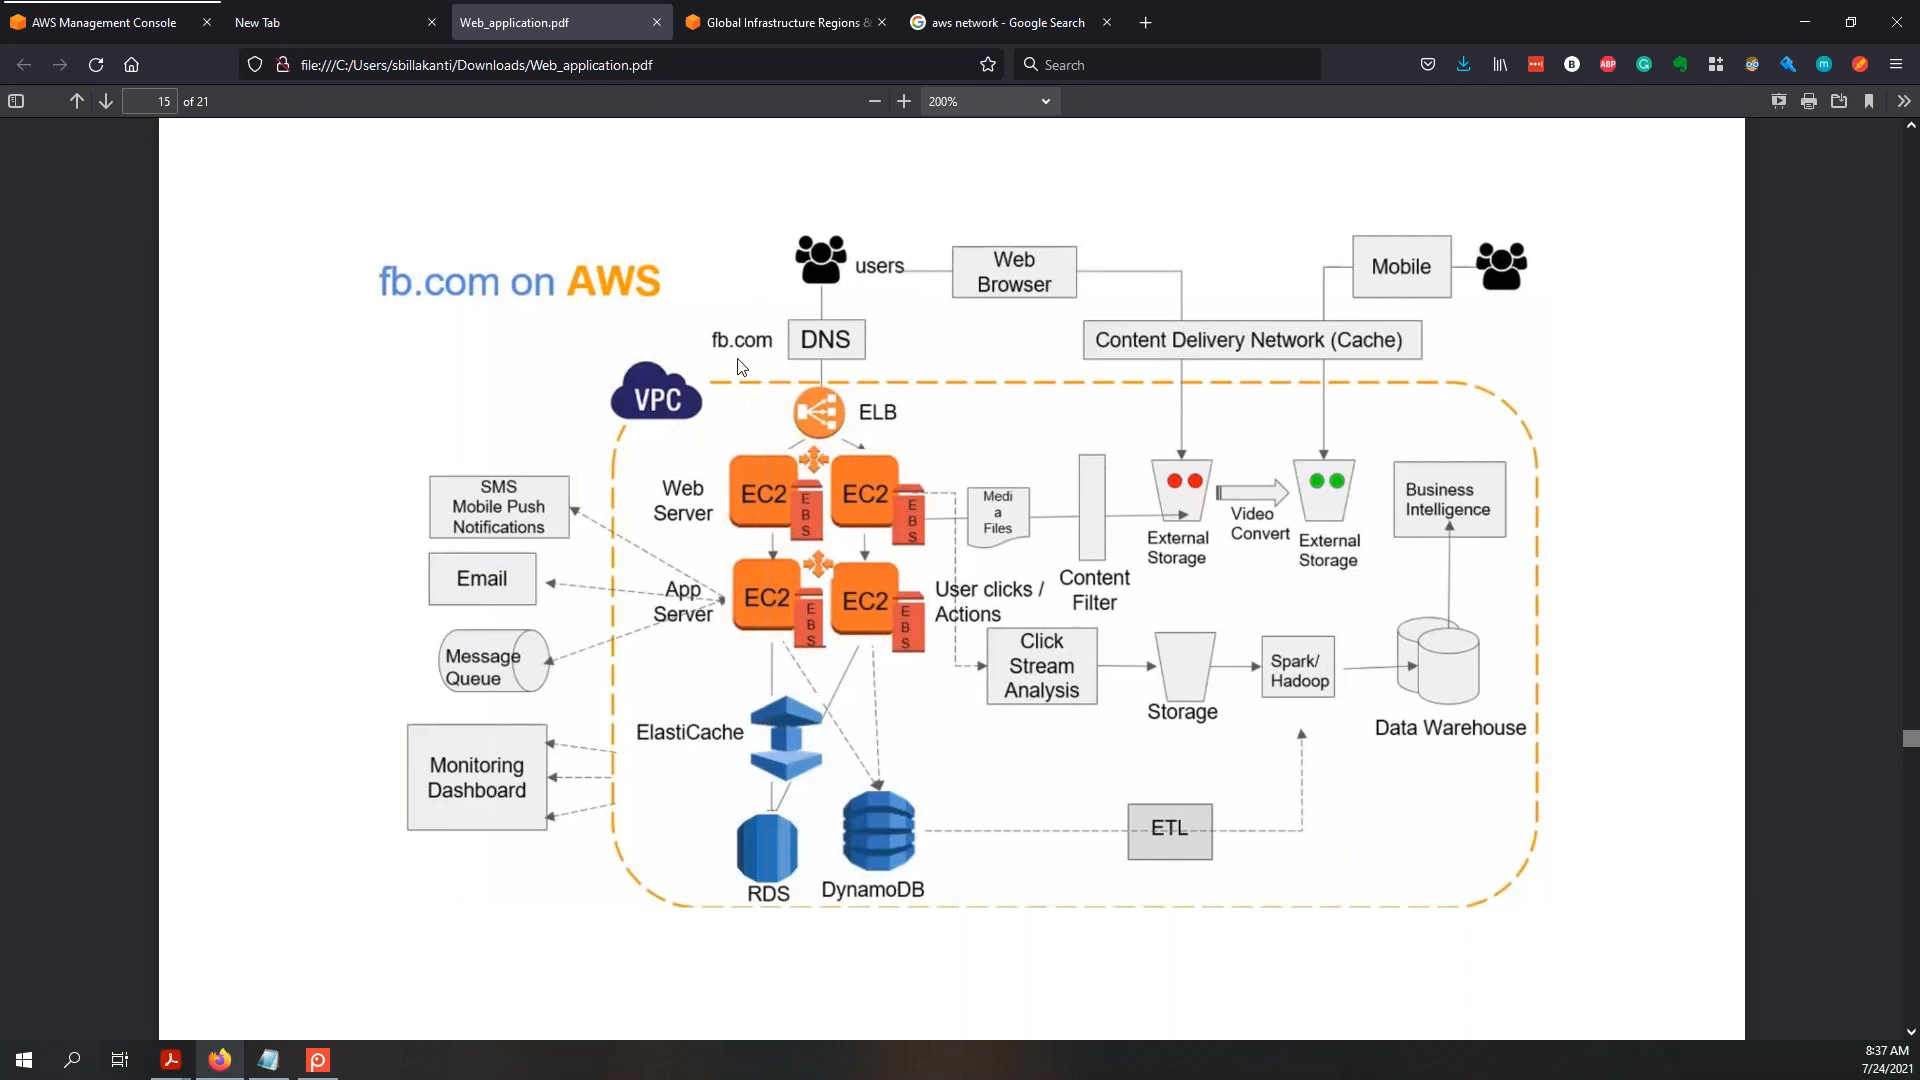 AWS Management Console
New Tab
Web_application.pdf
Global Infrastructure Regions &
aws network - Google Search
file:///C:/Users/sbillakanti/Downloads/Web_application.pdf
Search
B
ABP
G
m
15 of 21
200%
fb.com on AWS
users
Web
Browser
Mobile
fb.com
DNS
Content Delivery Network (Cache)
VPC
ELB
Web
Server
EC2
E
B
S
EC2
E
B
S
Medi
a
Files
Content
Filter
External
Storage
Video
Convert
External
Storage
Business
Intelligence
SMS
Mobile Push
Notifications
Email
Message
Queue
Monitoring
Dashboard
App
Server
EC2
E
B
S
EC2
E
B
S
User clicks /
Actions
Click
Stream
Analysis
Storage
Spark/
Hadoop
Data Warehouse
ElastiCache
RDS
DynamoDB
ETL
8:37 AM
7/24/2021